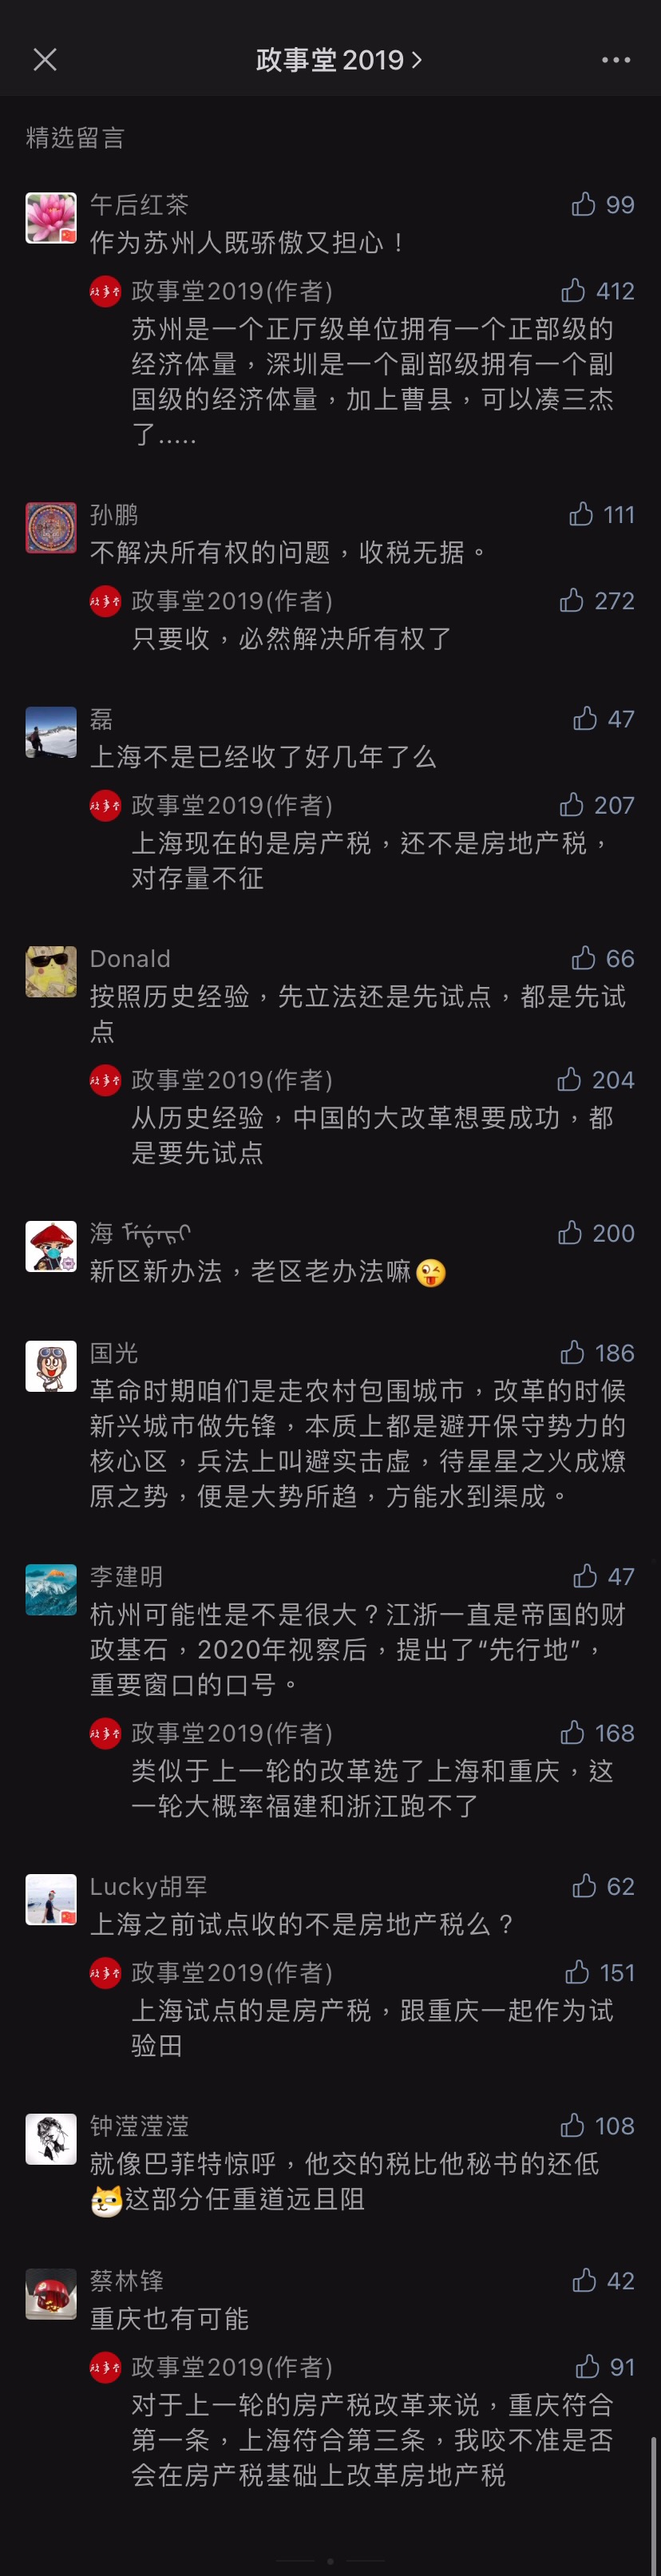 政事堂2019
精选留言
午后红茶 99
作为苏州人既骄傲又担心！
政事堂2019(作者) 412
苏州是一个正厅级单位拥有一个正部级的
经济体量，深圳是一个副部级拥有一个副
国级的经济体量，加上曹县，可以凑三杰
了.....
孙鹏 111
不解决所有权的问题，收税无据。
政事堂2019(作者) 272
只要收，必然解决所有权了
磊 47
上海不是已经收了好几年了么
政事堂2019(作者) 207
上海现在的是房产税，还不是房地产税，
对存量不征
Donald 66
按照历史经验，先立法还是先试点，都是先试
点
政事堂2019(作者) 204
从历史经验，中国的大改革想要成功，都
是要先试点
海 200
新区新办法，老区老办法嘛😜
国光 186
革命时期咱们是走农村包围城市，改革的时候
新兴城市做先锋，本质上都是避开保守势力的
核心区，兵法上叫避实击虚，待星星之火成燎
原之势，便是大势所趋，方能水到渠成。
李建明 47
杭州可能性是不是很大？江浙一直是帝国的财
政基石，2020年视察后，提出了“先行地”，
重要窗口的口号。
政事堂2019(作者) 168
类似于上一轮的改革选了上海和重庆，这
一轮大概率福建和浙江跑不了
Lucky胡军 62
上海之前试点收的不是房地产税么？
政事堂2019(作者) 151
上海试点的是房产税，跟重庆一起作为试
验田
钟滢滢滢 108
就像巴菲特惊呼，他交的税比他秘书的还低
这部分任重道远且阻
蔡林锋 42
重庆也有可能
政事堂2019(作者) 91
对于上一轮的房产税改革来说，重庆符合
第一条，上海符合第三条，我咬不准是否
会在房产税基础上改革房地产税